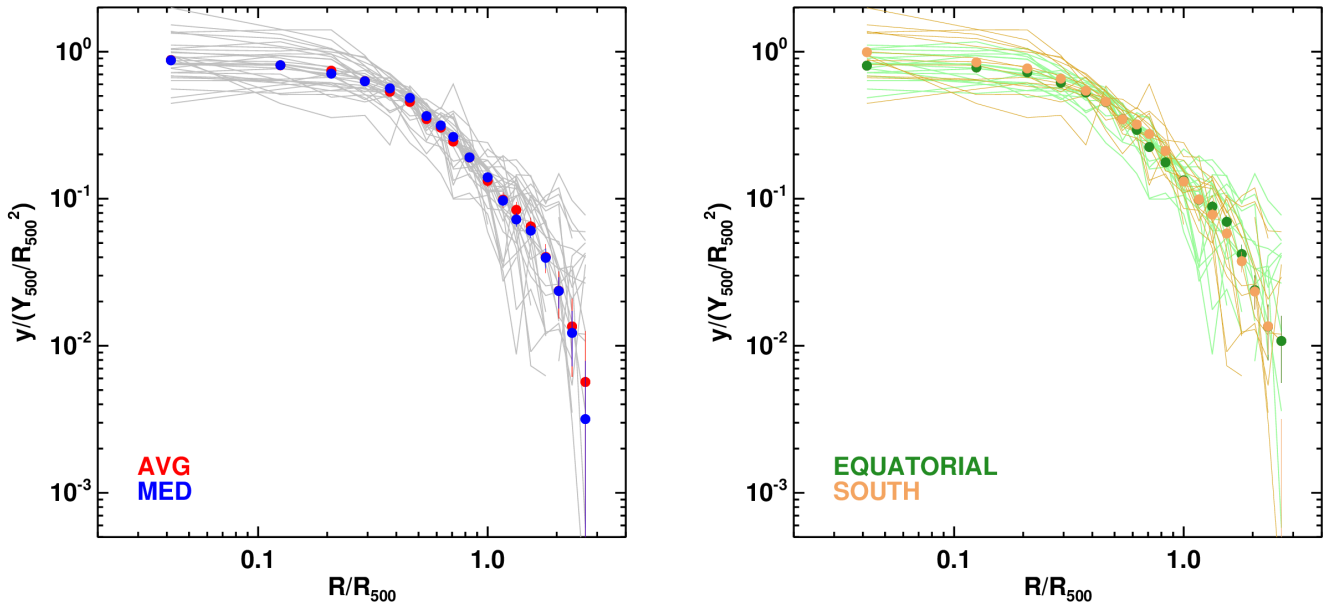 10⁰
10⁻¹
10⁻²
10⁻³
y/(Y₅₀₀/R₅₀₀²)
AVG
MED
0.1
1.0
R/R₅₀₀
10⁰
10⁻¹
10⁻²
10⁻³
y/(Y₅₀₀/R₅₀₀²)
EQUATORIAL
SOUTH
0.1
1.0
R/R₅₀₀